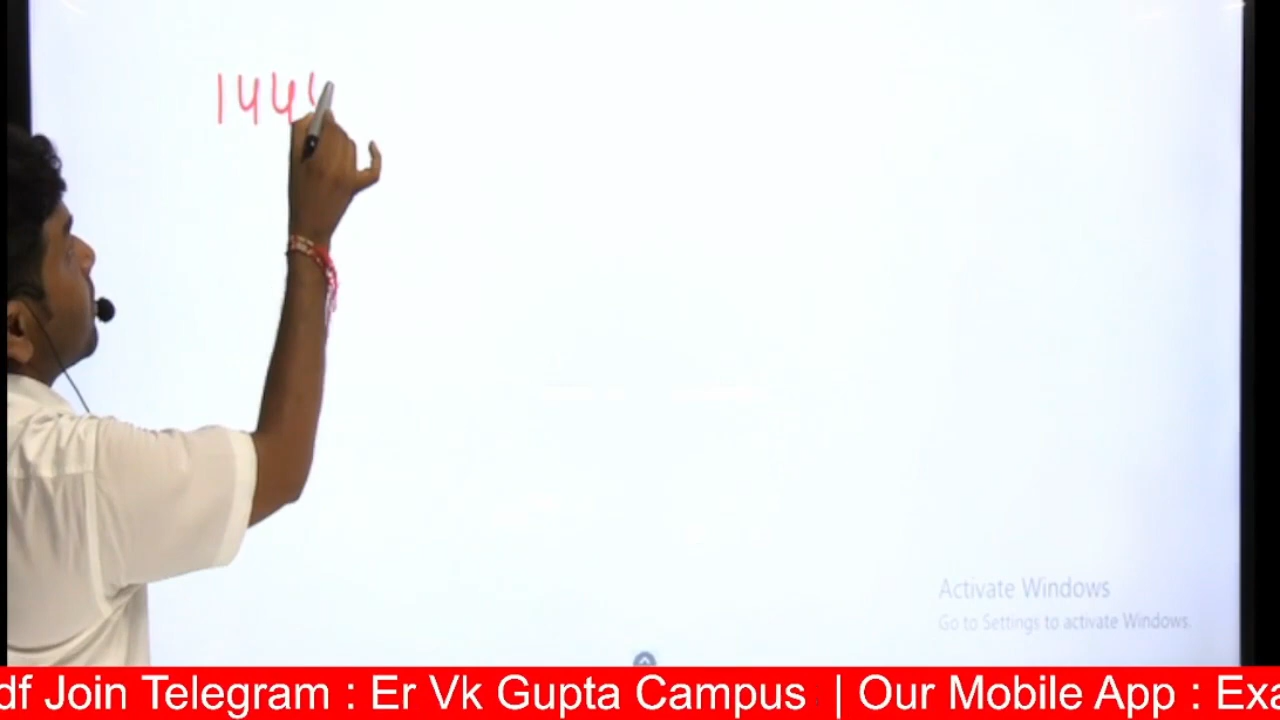 144
Activate Windows
Go to Settings to activate Windows.
df Join Telegram : Er Vk Gupta Campus | Our Mobile App : Exa